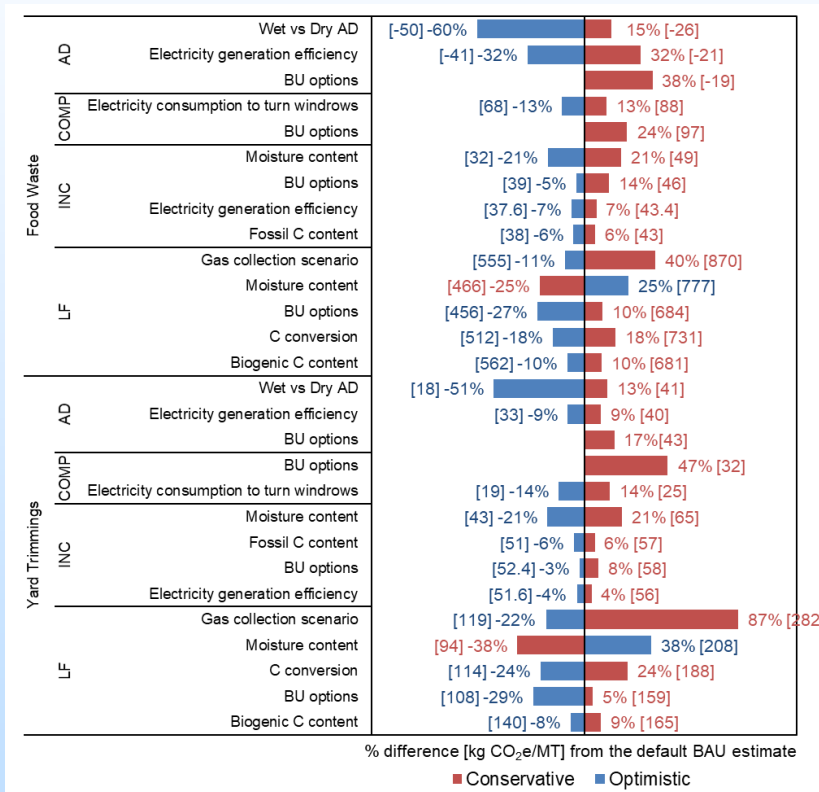 Food Waste
AD
Wet vs Dry AD [-50] -60% 15% [-26]
Electricity generation efficiency [-41] -32% 32% [-21]
BU options 38% [-19]
COMP
Electricity consumption to turn windrows [68] -13% 13% [88]
BU options 24% [97]
INC
Moisture content [32] -21% 21% [49]
BU options [39] -5% 14% [46]
Electricity generation efficiency [37.6] -7% 7% [43.4]
Fossil C content [38] -6% 6% [43]
LF
Gas collection scenario [555] -11% 40% [870]
Moisture content [466] -25% 25% [777]
BU options [456] -27% 10% [684]
C conversion [512] -18% 18% [731]
Biogenic C content [562] -10% 10% [681]
Yard Trimmings
AD
Wet vs Dry AD [18] -51% 13% [41]
Electricity generation efficiency [33] -9% 9% [40]
BU options 17%[43]
COMP
BU options 47% [32]
Electricity consumption to turn windrows [19] -14% 14% [25]
INC
Moisture content [43] -21% 21% [65]
Fossil C content [51] -6% 6% [57]
BU options [52.4] -3% 8% [58]
Electricity generation efficiency [51.6] -4% 4% [56]
LF
Gas collection scenario [119] -22% 87% [282
Moisture content [94] -38% 38% [208]
C conversion [114] -24% 24% [188]
BU options [108] -29% 5% [159]
Biogenic C content [140] -8% 9% [165]
% difference [kg CO₂e/MT] from the default BAU estimate
Conservative Optimistic